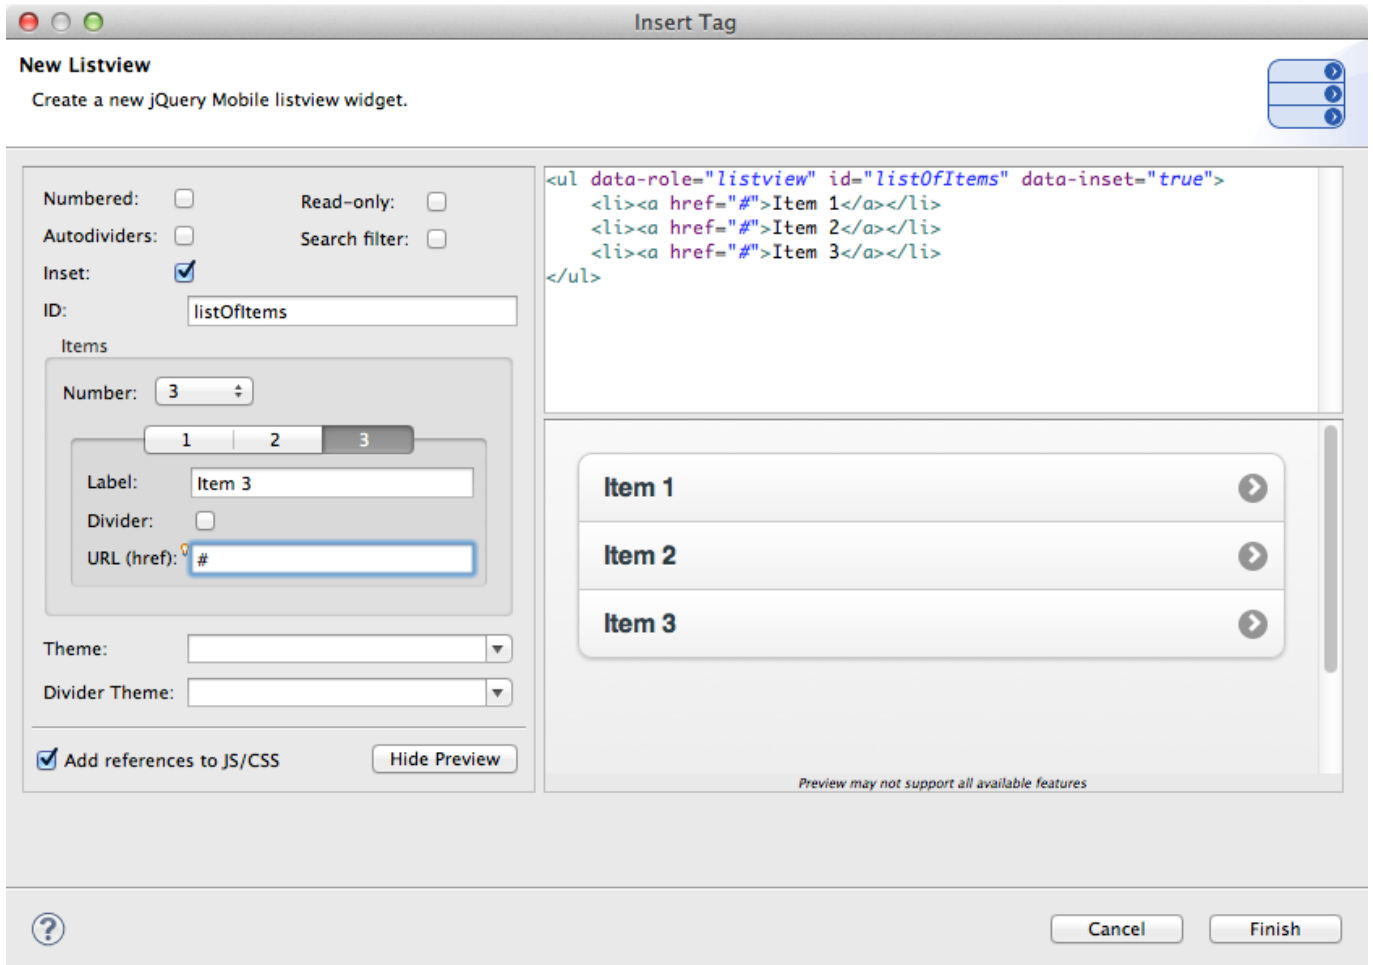 Insert Tag
New Listview
Create a new jQuery Mobile listview widget.
Numbered:
Read-only:
Autodividers:
Search filter:
Inset:
ID:
listOfItems
Items
Number:
3
1 2 3
Label:
Item 3
Divider:
URL (href):
#
Theme:
Divider Theme:
Add references to JS/CSS
Hide Preview
<ul data-role="listview" id="listOfItems" data-inset="true">
<li><a href="#">Item 1</a></li>
<li><a href="#">Item 2</a></li>
<li><a href="#">Item 3</a></li>
</ul>
Item 1
Item 2
Item 3
Preview may not support all available features
?
Cancel
Finish